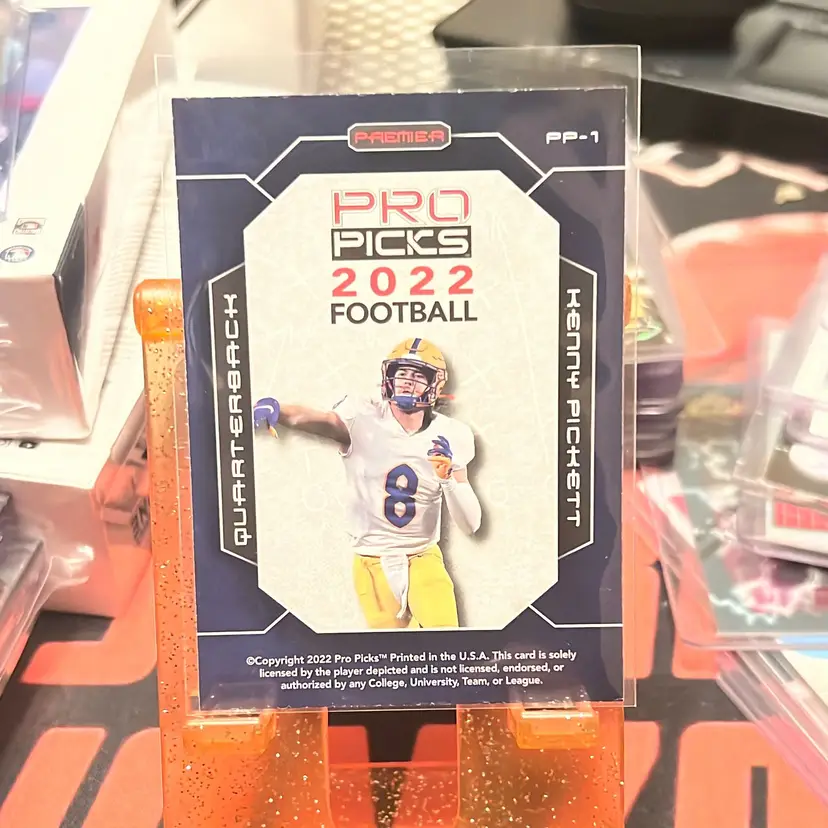 PREMIER
PP-1
PRO
PICKS
2022
FOOTBALL
QUARTERBACK
KENNY PICKETT
8
©Copyright 2022 Pro Picks™ Printed in the U.S.A. This card is solely
licensed by the player depicted and is not licensed, endorsed, or
authorized by any College, University, Team, or League.